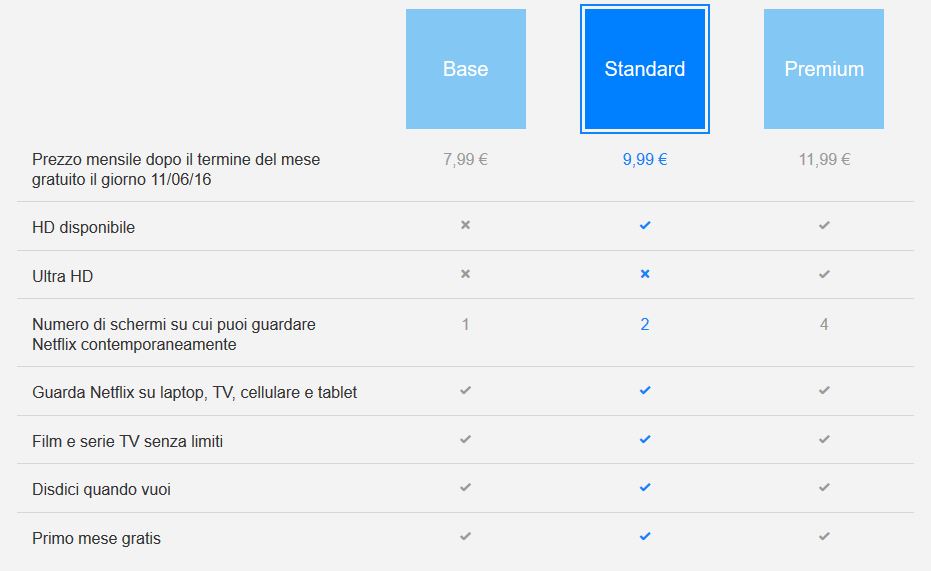 Base Standard Premium
Prezzo mensile dopo il termine del mese 7,99 € 9,99 € 11,99 €
gratuito il giorno 11/06/16
HD disponibile ✕ ✓ ✓
Ultra HD ✕ ✕ ✓
Numero di schermi su cui puoi guardare 1 2 4
Netflix contemporaneamente
Guarda Netflix su laptop, TV, cellulare e tablet ✓ ✓ ✓
Film e serie TV senza limiti ✓ ✓ ✓
Disdici quando vuoi ✓ ✓ ✓
Primo mese gratis ✓ ✓ ✓